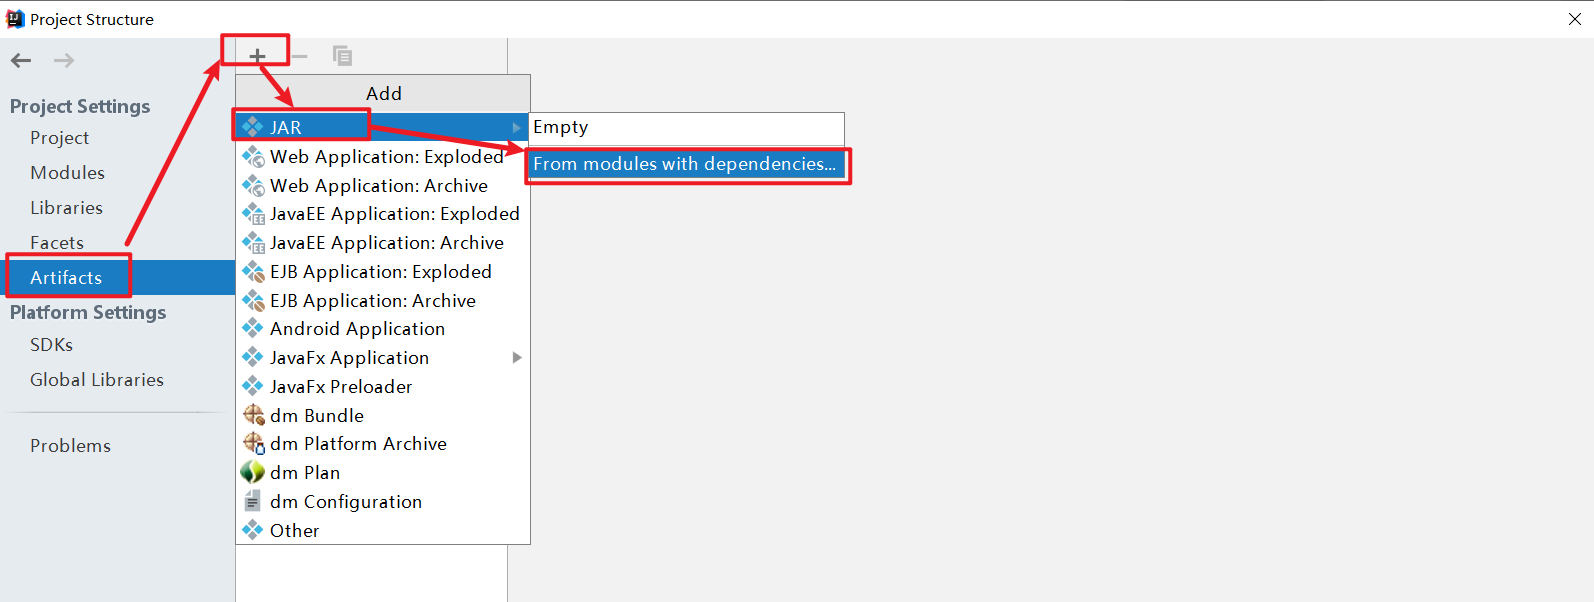 Project Structure
Project Settings
Project
Modules
Libraries
Facets
Artifacts
Platform Settings
SDKs
Global Libraries
Problems
Add
JAR
Web Application: Exploded
Web Application: Archive
JavaEE Application: Exploded
JavaEE Application: Archive
EJB Application: Exploded
EJB Application: Archive
Android Application
JavaFx Application
JavaFx Preloader
dm Bundle
dm Platform Archive
dm Plan
dm Configuration
Other
Empty
From modules with dependencies...